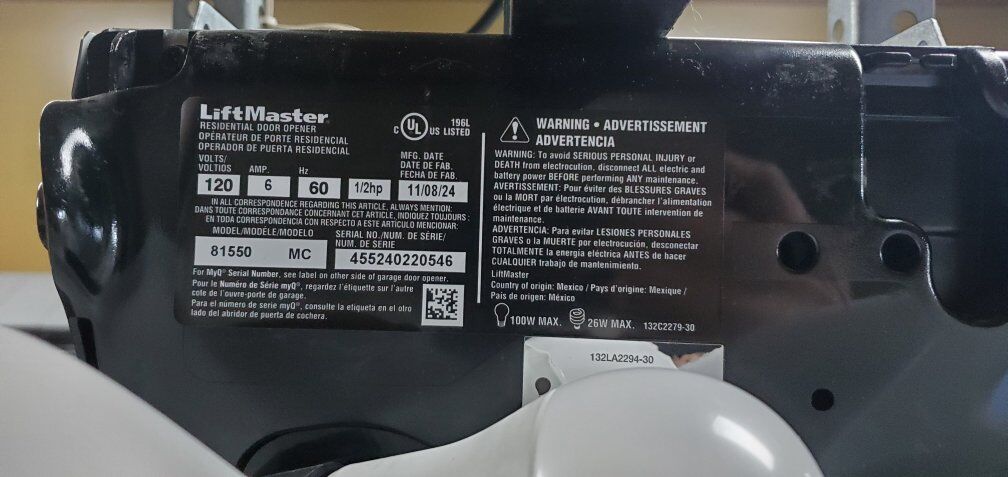 LiftMaster
RESIDENTIAL DOOR OPENER
OPÉRATEUR DE PORTE RESIDENCIAL
OPERADOR DE PUERTA RESIDENCIAL
C UL US LISTED
196L
VOLTS/
VOLTIOS
AMP.
Hz
MFG. DATE
DATE DE FAB.
FECHA DE FAB.
120
6
60
1/2hp
11/08/24
IN ALL CORRESPONDENCE REGARDING THIS ARTICLE, ALWAYS MENTION:
DANS TOUTE CORRESPONDANCE CONCERNANT CET ARTICLE, INDIQUEZ TOUJOURS :
EN TODA CORRESPONDENCIA CON RESPECTO A ESTE ARTICULO MENCIONAR:
MODEL/MODÈLE/MODELO
SERIAL NO./NUM. DE SÉRIE/
NUM. DE SERIE
81550 MC
455240220546
For MyQ® Serial Number, see label on other side of garage door opener.
Pour le Numéro de Série myQ®, regardez l'étiquette sur l'autre
cote de l'ouvre-porte de garage.
Para el número de serie myQ®, consulte la etiqueta en el otro
lado del abridor de puerta de cochera.
WARNING • ADVERTISSEMENT
ADVERTENCIA
WARNING: To avoid SERIOUS PERSONAL INJURY or
DEATH from electrocution, disconnect ALL electric and
battery power BEFORE performing ANY maintenance.
AVERTISSEMENT: Pour éviter des BLESSURES GRAVES
ou la MORT par électrocution, débrancher l'alimentation
électrique et de batterie AVANT TOUTE intervention de
maintenance.
ADVERTENCIA: Para evitar LESIONES PERSONALES
GRAVES o la MUERTE por electrocución, desconectar
TOTALMENTE la energía eléctrica ANTES de hacer
CUALQUIER trabajo de mantenimiento.
LiftMaster
Country of origin: Mexico / Pays d'origine: Mexique /
País de origen: México
100W MAX.
26W MAX.
132C2279-30
132LA2294-30